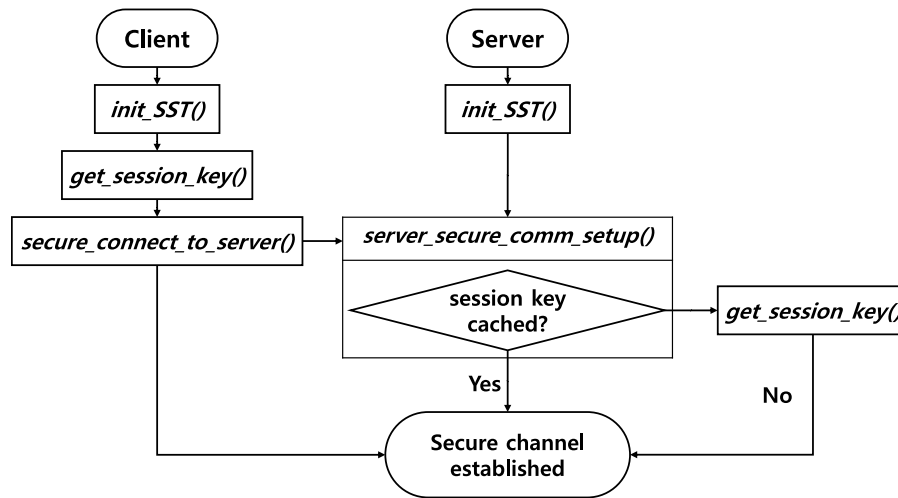 Client
Server
init_SST()
init_SST()
get_session_key()
secure_connect_to_server()
server_secure_comm_setup()
session key
cached?
get_session_key()
Yes
No
Secure channel
established